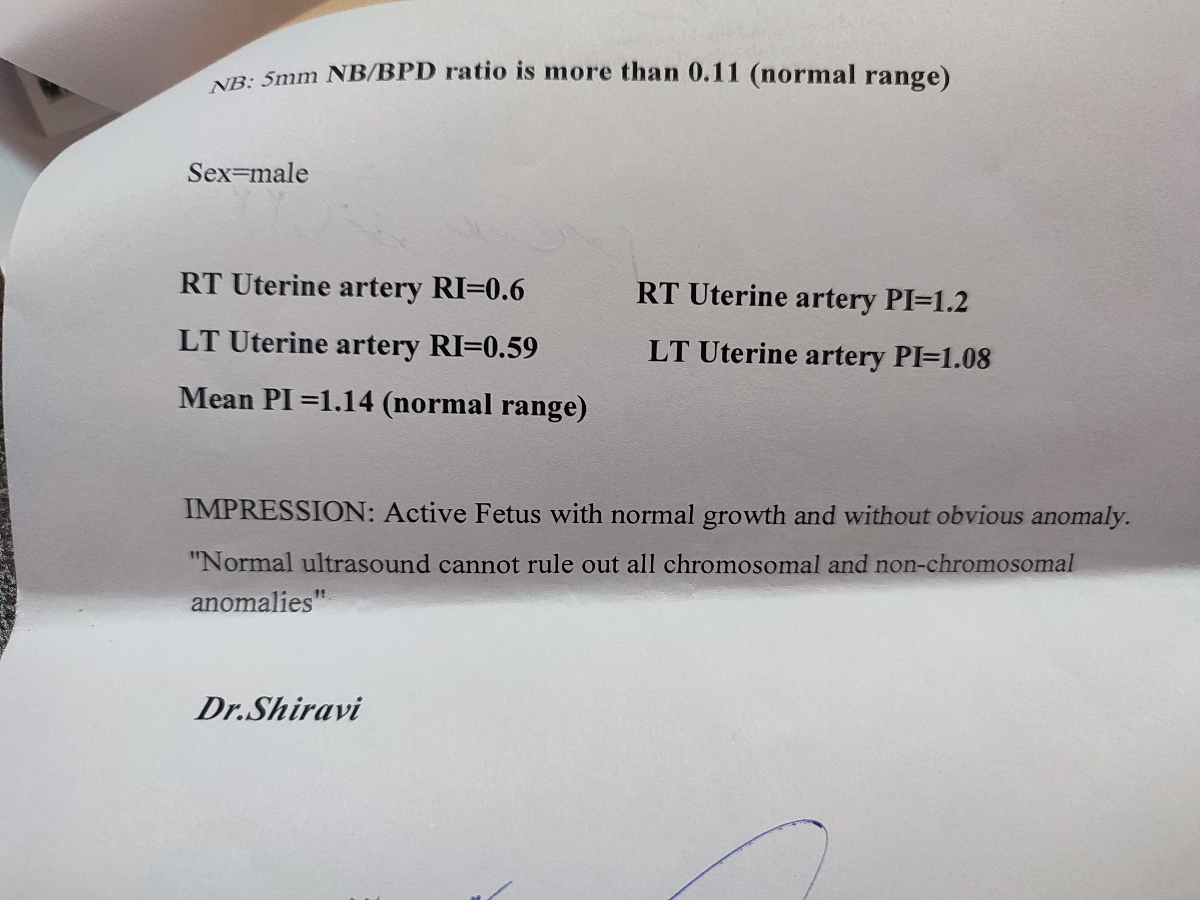 NB: 5mm NB/BPD ratio is more than 0.11 (normal range)
Sex=male
RT Uterine artery RI=0.6 RT Uterine artery PI=1.2
LT Uterine artery RI=0.59 LT Uterine artery PI=1.08
Mean PI =1.14 (normal range)
IMPRESSION: Active Fetus with normal growth and without obvious anomaly.
"Normal ultrasound cannot rule out all chromosomal and non-chromosomal
anomalies"
Dr.Shiravi